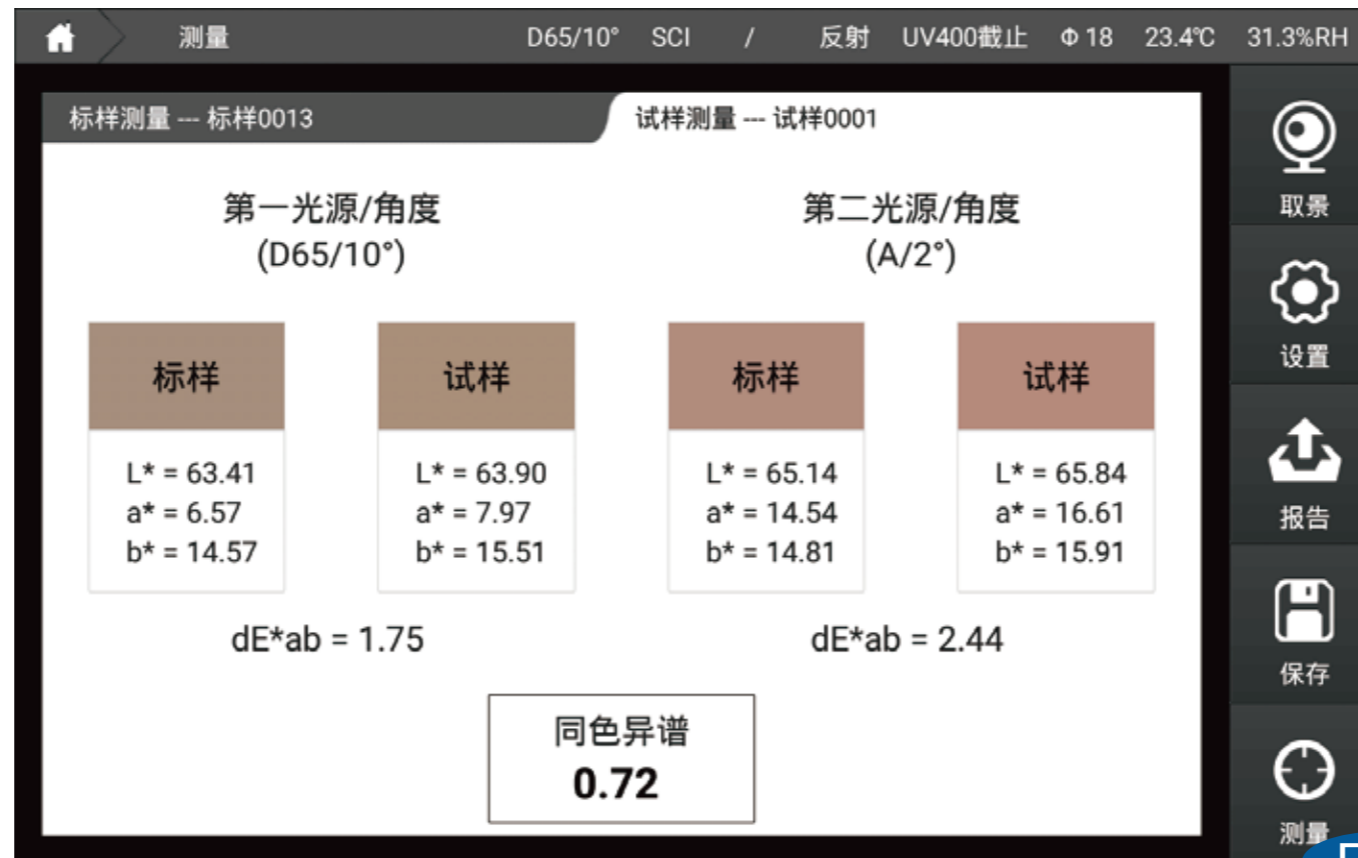 测量 D65/10° SCI / 反射 UV400截止 Φ 18 23.4℃ 31.3%RH
标样测量 --- 标样0013
试样测量 --- 试样0001
第一光源/角度
(D65/10°)
第二光源/角度
(A/2°)
标样
L* = 63.41
a* = 6.57
b* = 14.57
试样
L* = 63.90
a* = 7.97
b* = 15.51
dE*ab = 1.75
标样
L* = 65.14
a* = 14.54
b* = 14.81
试样
L* = 65.84
a* = 16.61
b* = 15.91
dE*ab = 2.44
同色异谱
0.72
取景
设置
报告
保存
测量